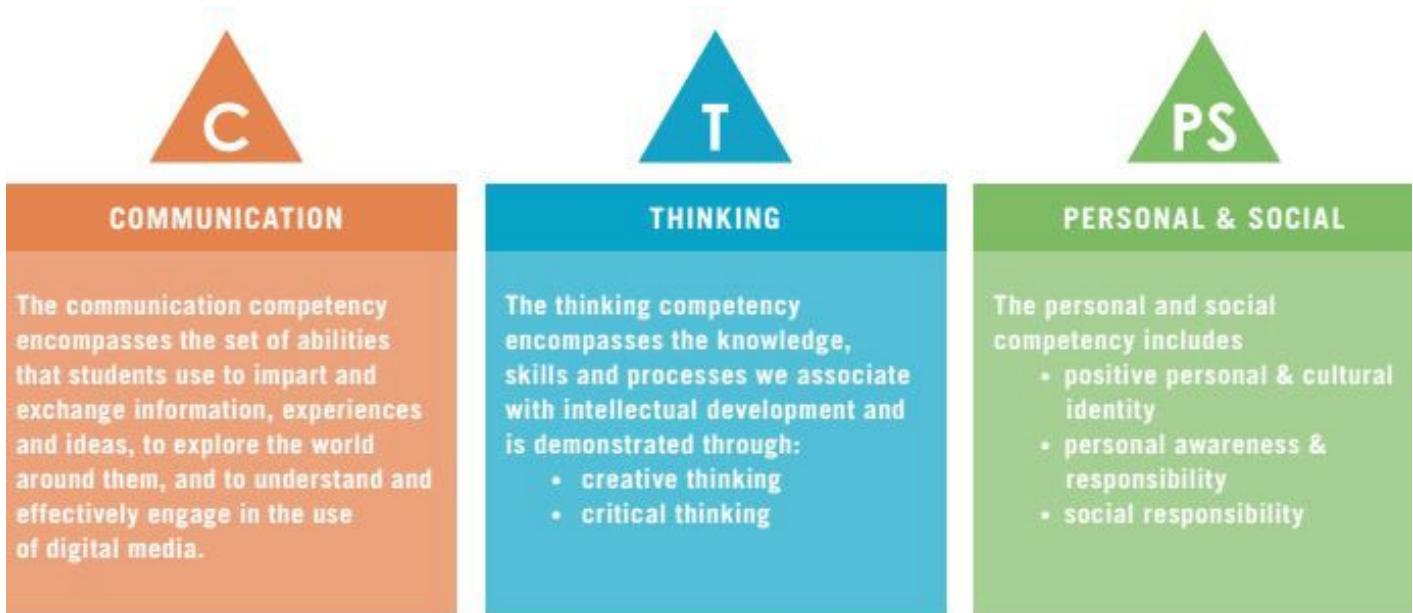 C
COMMUNICATION
The communication competency
encompasses the set of abilities
that students use to impart and
exchange information, experiences
and ideas, to explore the world
around them, and to understand and
effectively engage in the use
of digital media.
T
THINKING
The thinking competency
encompasses the knowledge,
skills and processes we associate
with intellectual development and
is demonstrated through:
• creative thinking
• critical thinking
PS
PERSONAL & SOCIAL
The personal and social
competency includes
• positive personal & cultural
identity
• personal awareness &
responsibility
• social responsibility